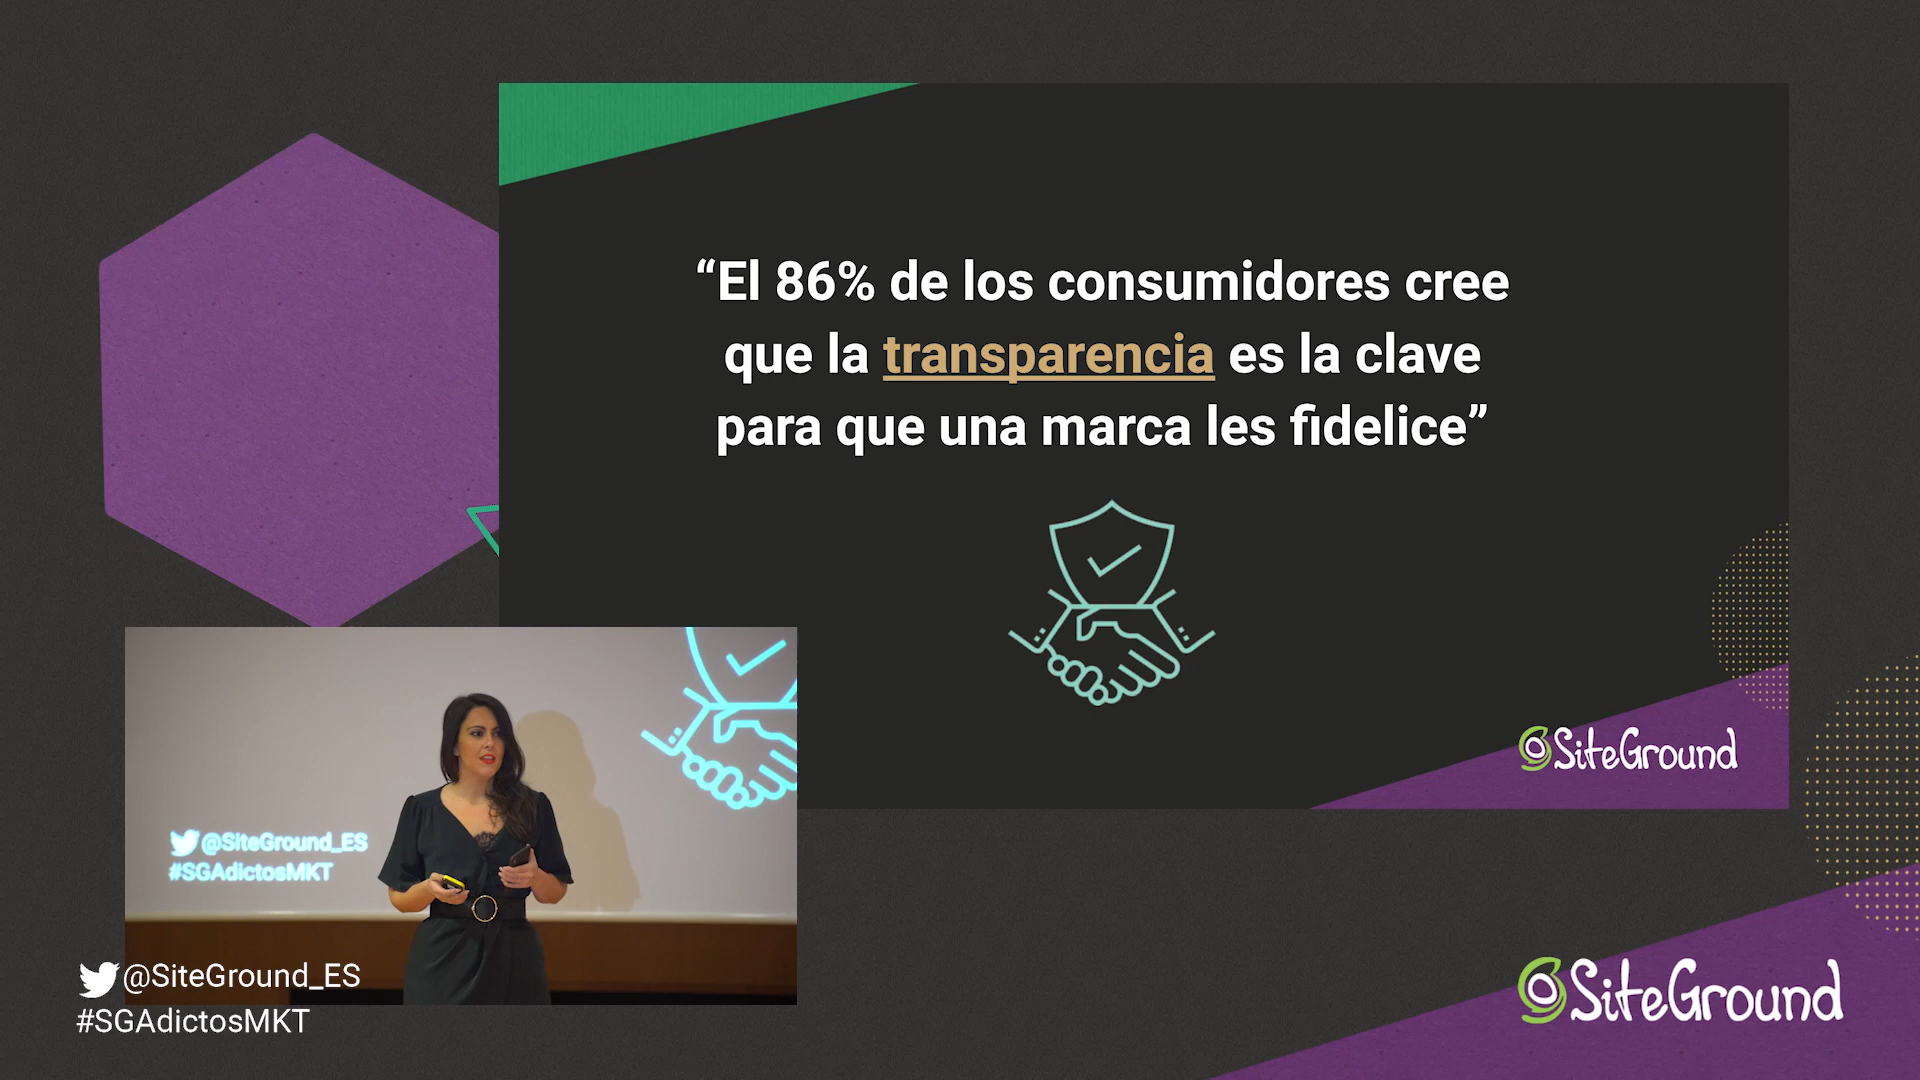 “El 86% de los consumidores cree
que la transparencia es la clave
para que una marca les fidelice”
SiteGround
@SiteGround_ES
#SGAdictosMKT
@SiteGround_ES
#SGAdictosMKT
SiteGround